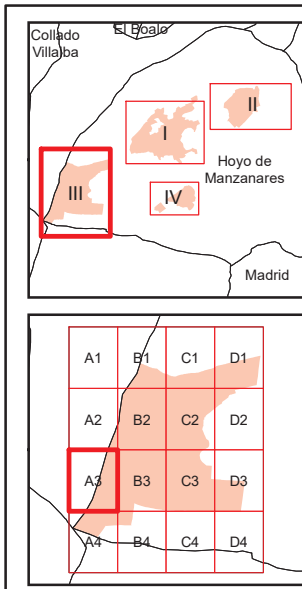 Collado
Villalba
El Boalo
I
II
III
IV
Hoyo de
Manzanares
Madrid
A1 B1 C1 D1
A2 B2 C2 D2
A3 B3 C3 D3
A4 B4 C4 D4